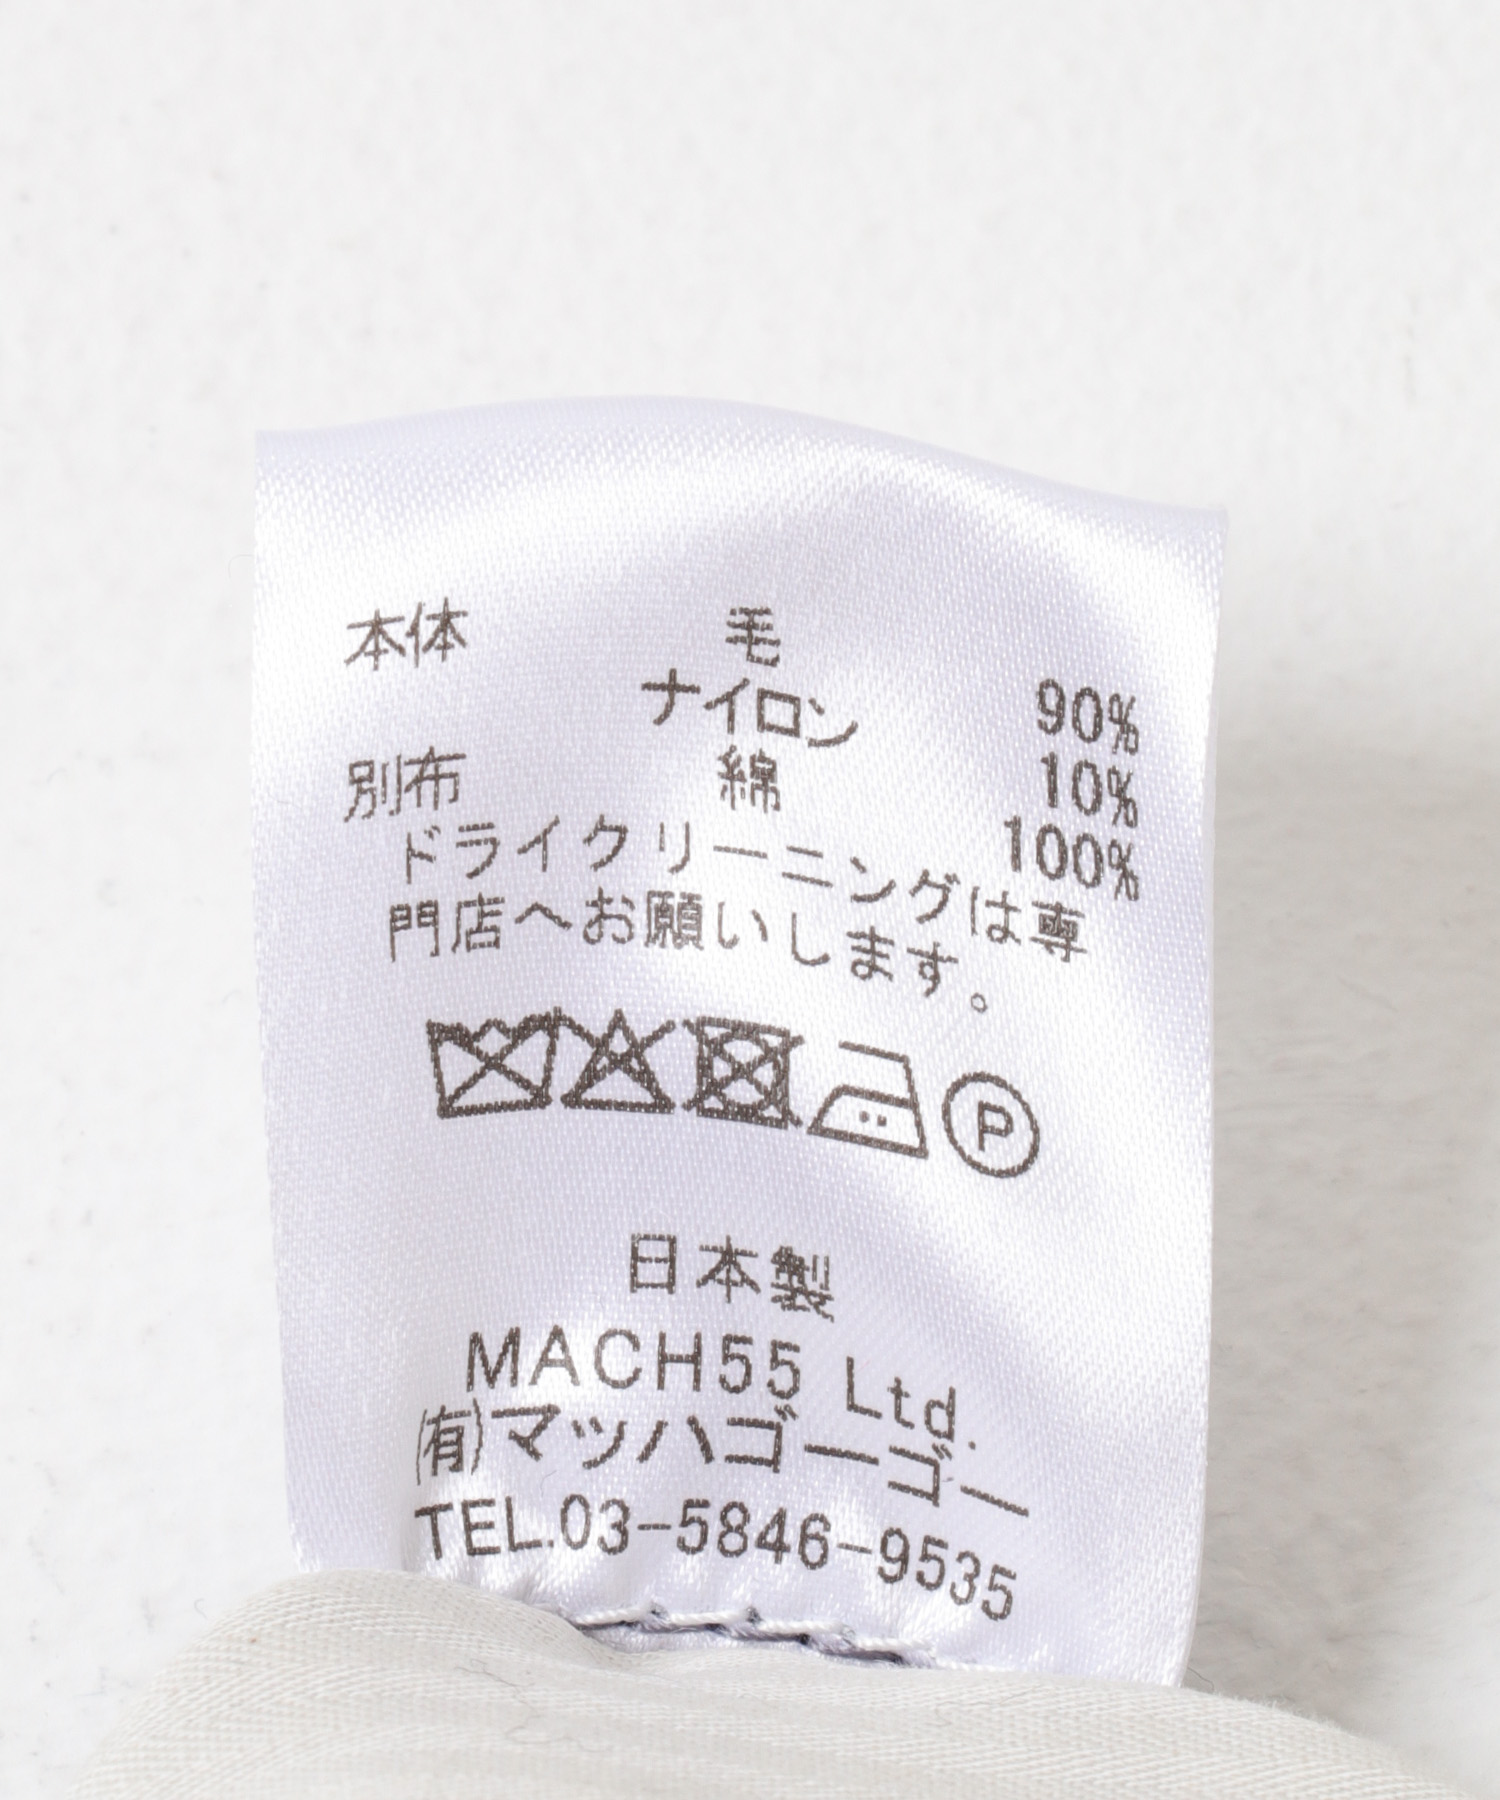 本体 毛 90%
ナイロン 10%
別布 綿 100%
ドライクリーニングは専
門店へお願いします。
P
日本製
MACH55 Ltd.
㈲マッハゴーゴー
TEL.03-5846-9535